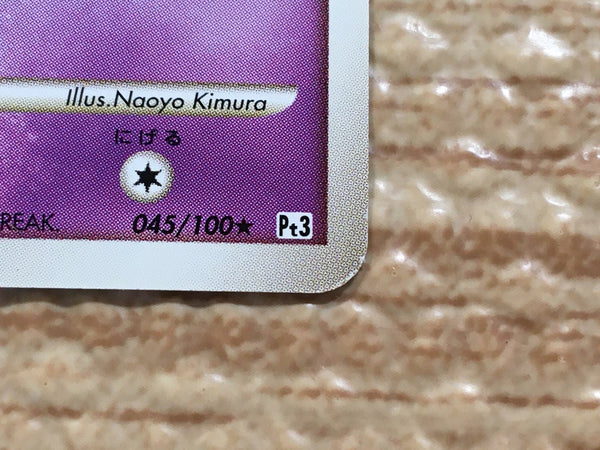 Illus. Naoyo Kimura
にげる
REAK. 045/100★ Pt3